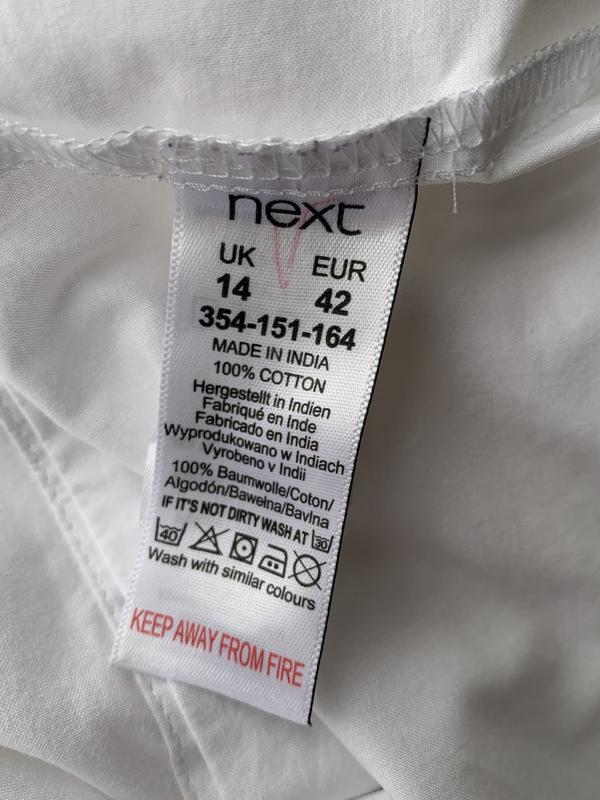 next
UK EUR
14 42
354-151-164
MADE IN INDIA
100% COTTON
Hergestellt in Indien
Fabriqué en Inde
Fabricado en India
Wyprodukowano w Indiach
Vyrobeno v Indii
100% Baumwolle/Coton/
Algodón/Bawełna/Bavlna
IF IT'S NOT DIRTY WASH AT 30
40
Wash with similar colours
KEEP AWAY FROM FIRE